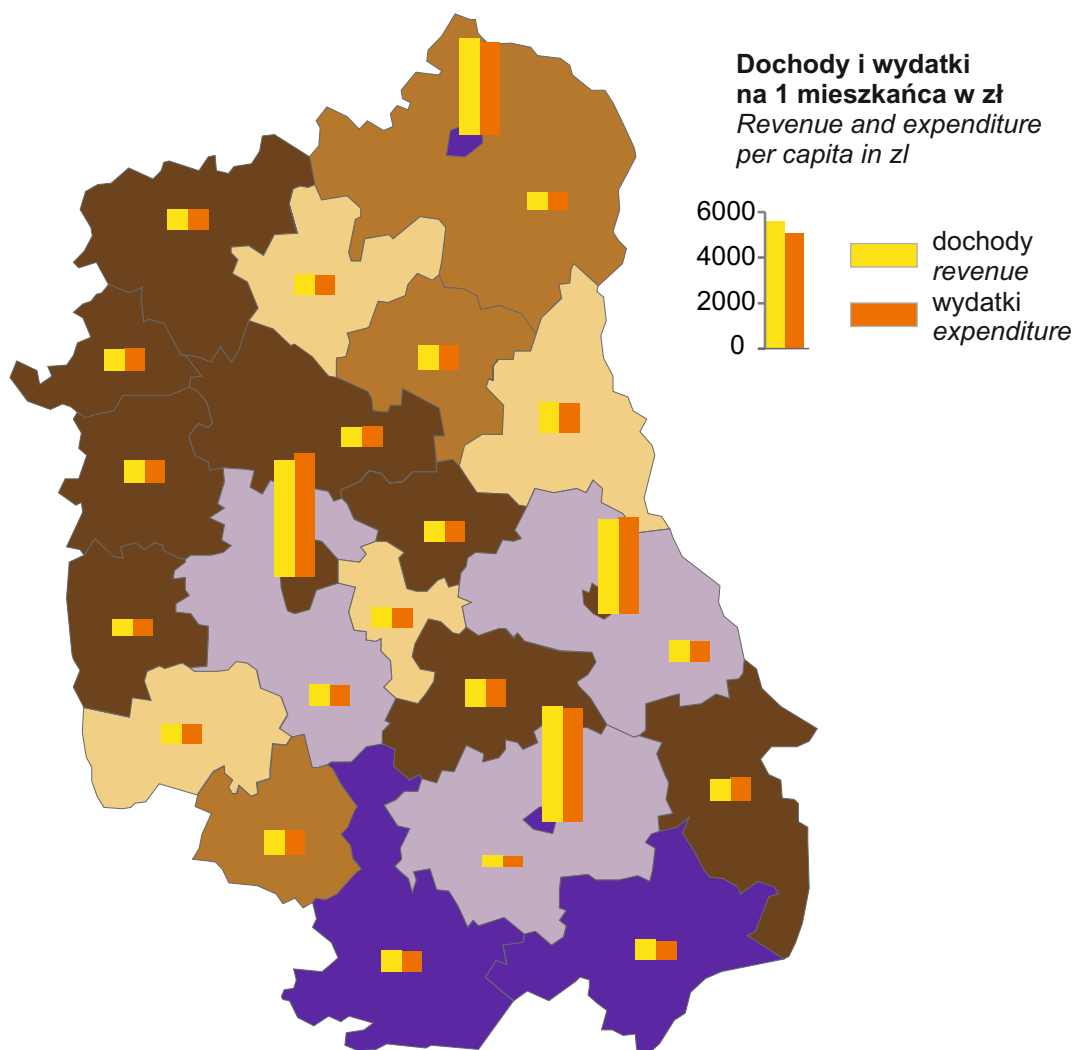 Dochody i wydatki
na 1 mieszkańca w zł
Revenue and expenditure
per capita in zl
6000
4000
2000
0
dochody
revenue
wydatki
expenditure